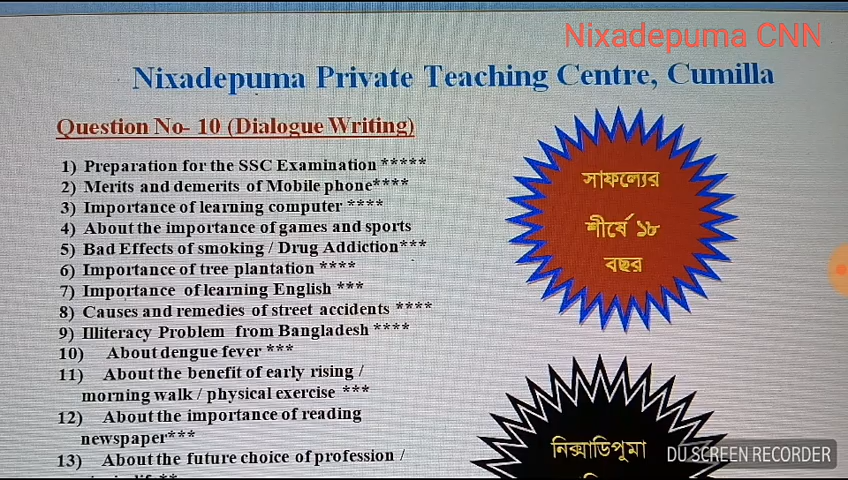 Nixadepuma CNN
Nixadepuma Private Teaching Centre, Cumilla
Question No- 10 (Dialogue Writing)
1) Preparation for the SSC Examination *****
2) Merits and demerits of Mobile phone****
3) Importance of learning computer ****
4) About the importance of games and sports
5) Bad Effects of smoking / Drug Addiction***
6) Importance of tree plantation ****
7) Importance of learning English ***
8) Causes and remedies of street accidents ****
9) Illiteracy Problem from Bangladesh ****
10) About dengue fever ***
11) About the benefit of early rising /
morning walk / physical exercise ***
12) About the importance of reading
newspaper***
13) About the future choice of profession /
সাফল্যের
শীর্ষে ১৮
বছর
নিক্সাডিপুমা
DU SCREEN RECORDER